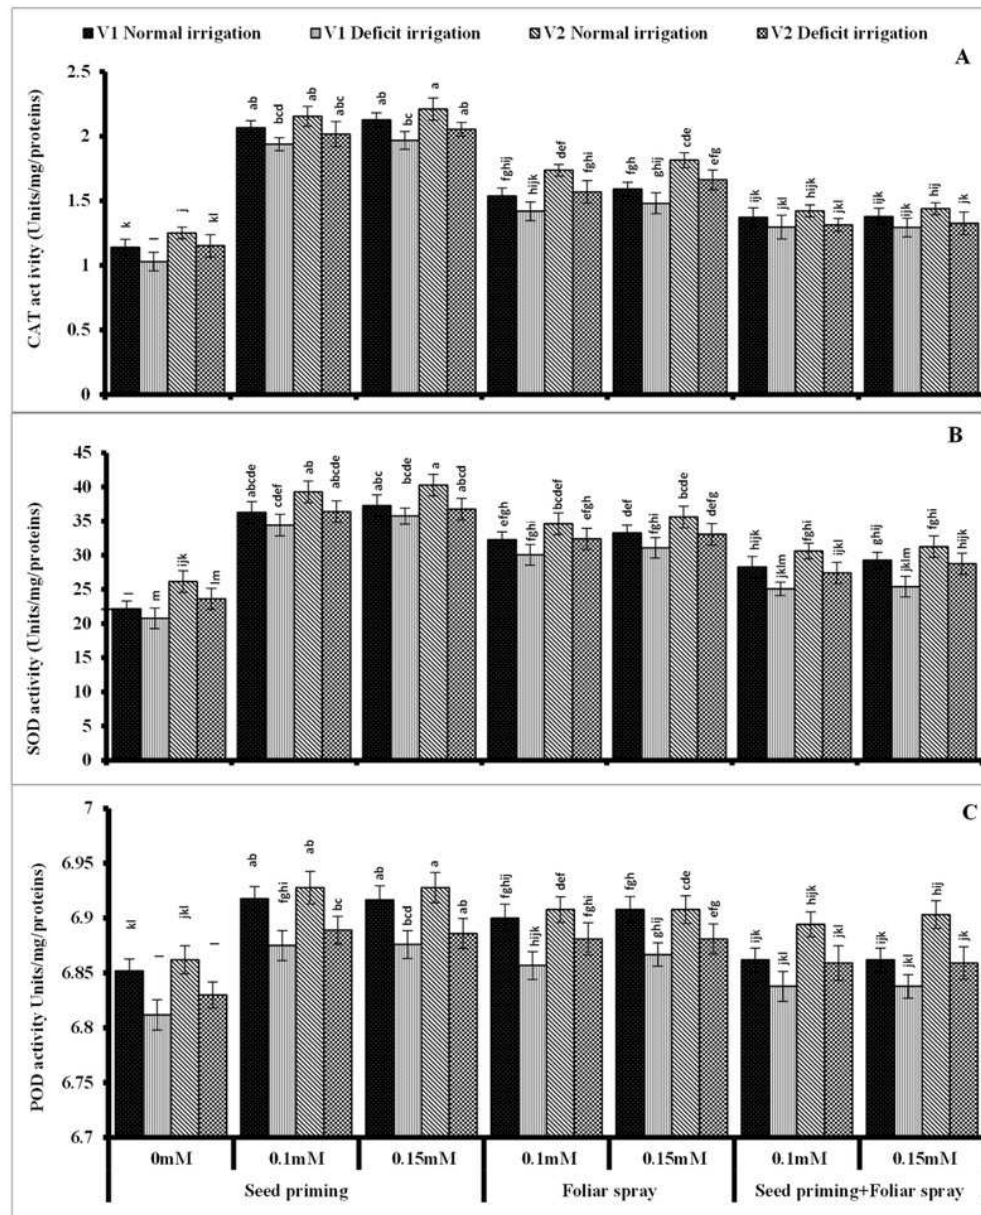 V1 Normal irrigation V1 Deficit irrigation V2 Normal irrigation V2 Deficit irrigation
A
CAT act ivity (Units/mg/proteins)
2.5
2
1.5
1
0.5
0
k l j kl ab bcd ab abc ab bc a ab fghij hijk def fghi fgh ghij cde efg ijk jkl hijk jkl ijk ijk hij jk
B
SOD activity (Units/mg/proteins)
45
40
35
30
25
20
15
10
5
0
l m ijk lm abcde cdef ab abcde abc bcde a abcd efgh fghi bcdef efgh def fghi bcde defg hijk jklm fghi ijkl ghij jklm fghi hijk
C
POD activity Units/mg/proteins)
7
6.95
6.9
6.85
6.8
6.75
6.7
kl l jkl l ab fghi ab bc ab bcd a ab fghij hijk def fghi fgh ghij cde efg ijk jkl hijk jkl ijk jkl hij jk
0mM 0.1mM 0.15mM 0.1mM 0.15mM 0.1mM 0.15mM
Seed priming Foliar spray Seed priming+Foliar spray